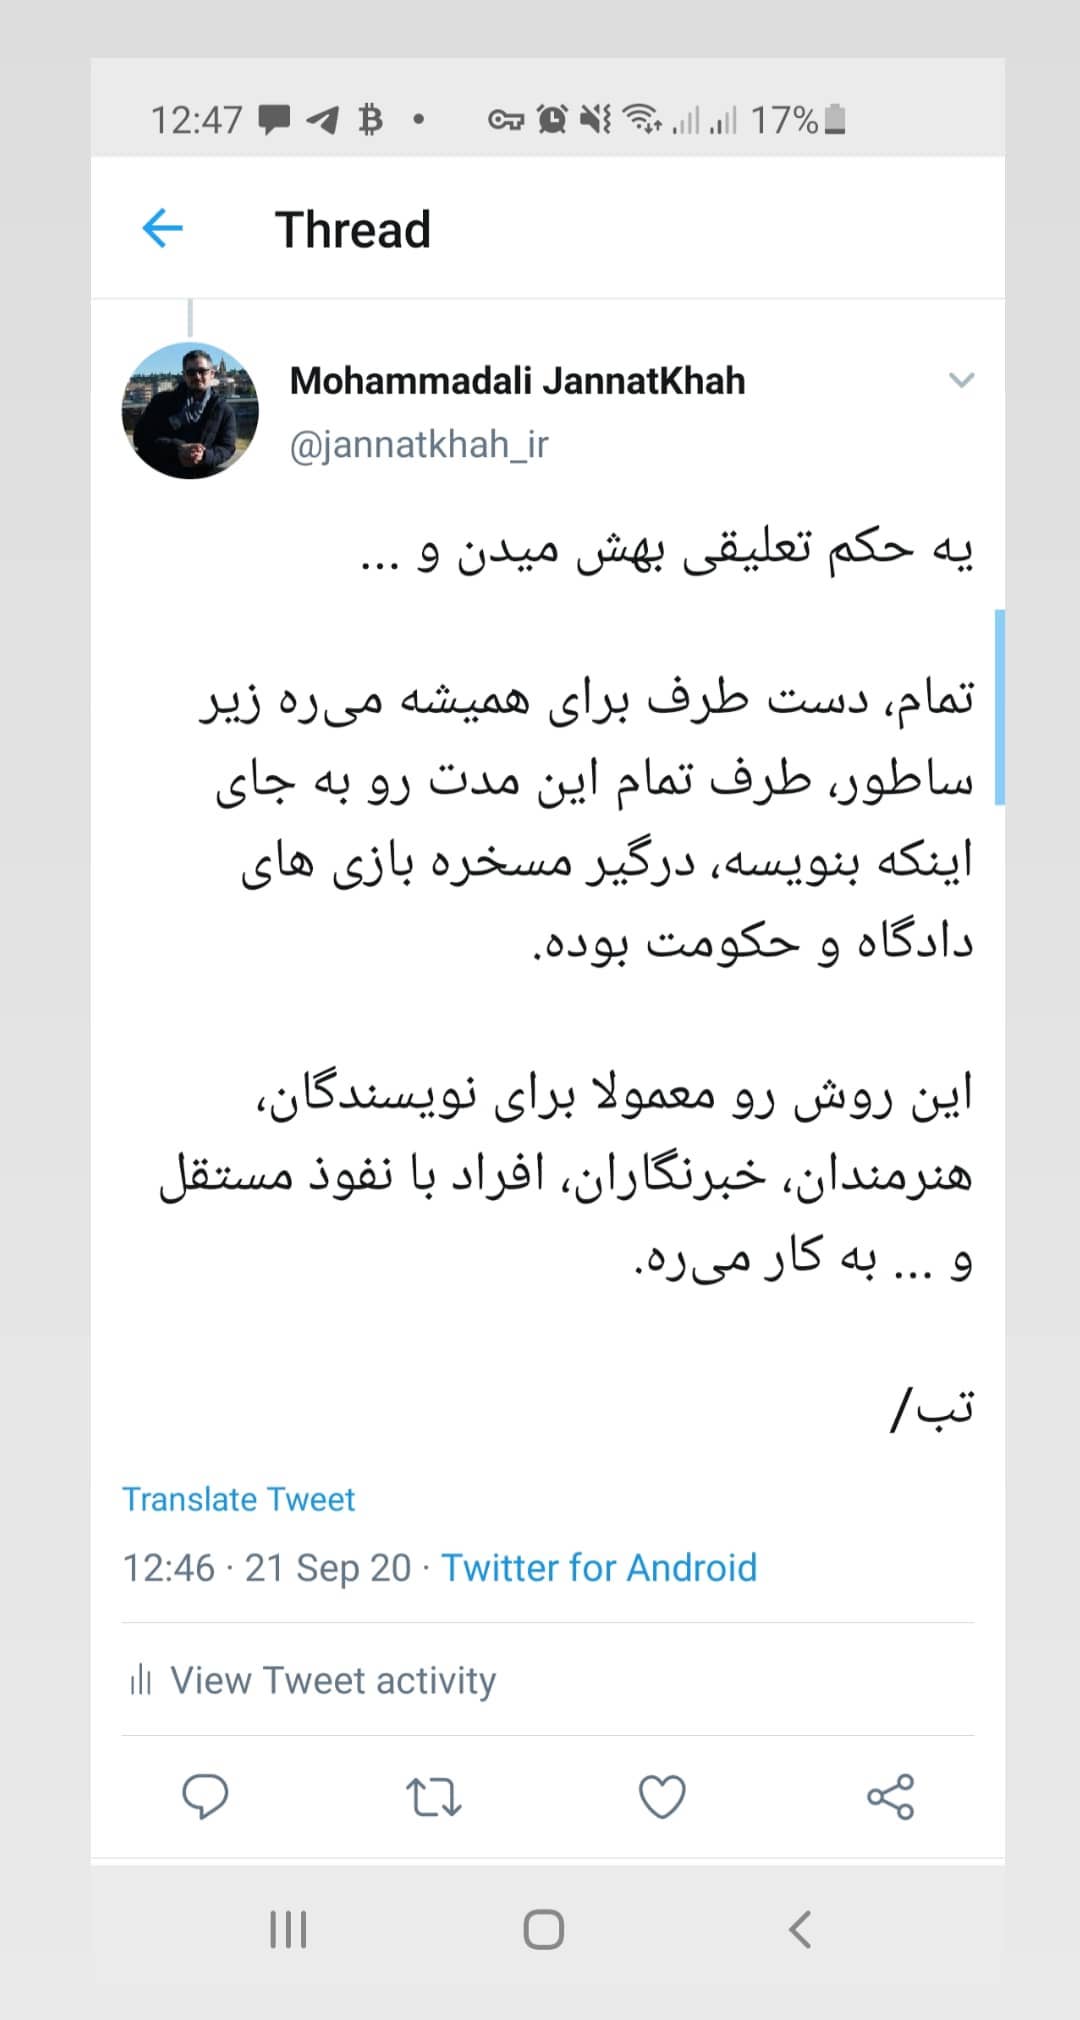 12:47 17%
Thread
Mohammadali JannatKhah
@jannatkhah_ir
یه حکم تعلیقی بهش میدن و ...
تمام، دست طرف برای همیشه می‌ره زیر
ساطور، طرف تمام این مدت رو به جای
اینکه بنویسه، درگیر مسخره بازی های
دادگاه و حکومت بوده.
این روش رو معمولا برای نویسندگان،
هنرمندان، خبرنگاران، افراد با نفوذ مستقل
و ... به کار می‌ره.
تب/
Translate Tweet
12:46 · 21 Sep 20 · Twitter for Android
View Tweet activity